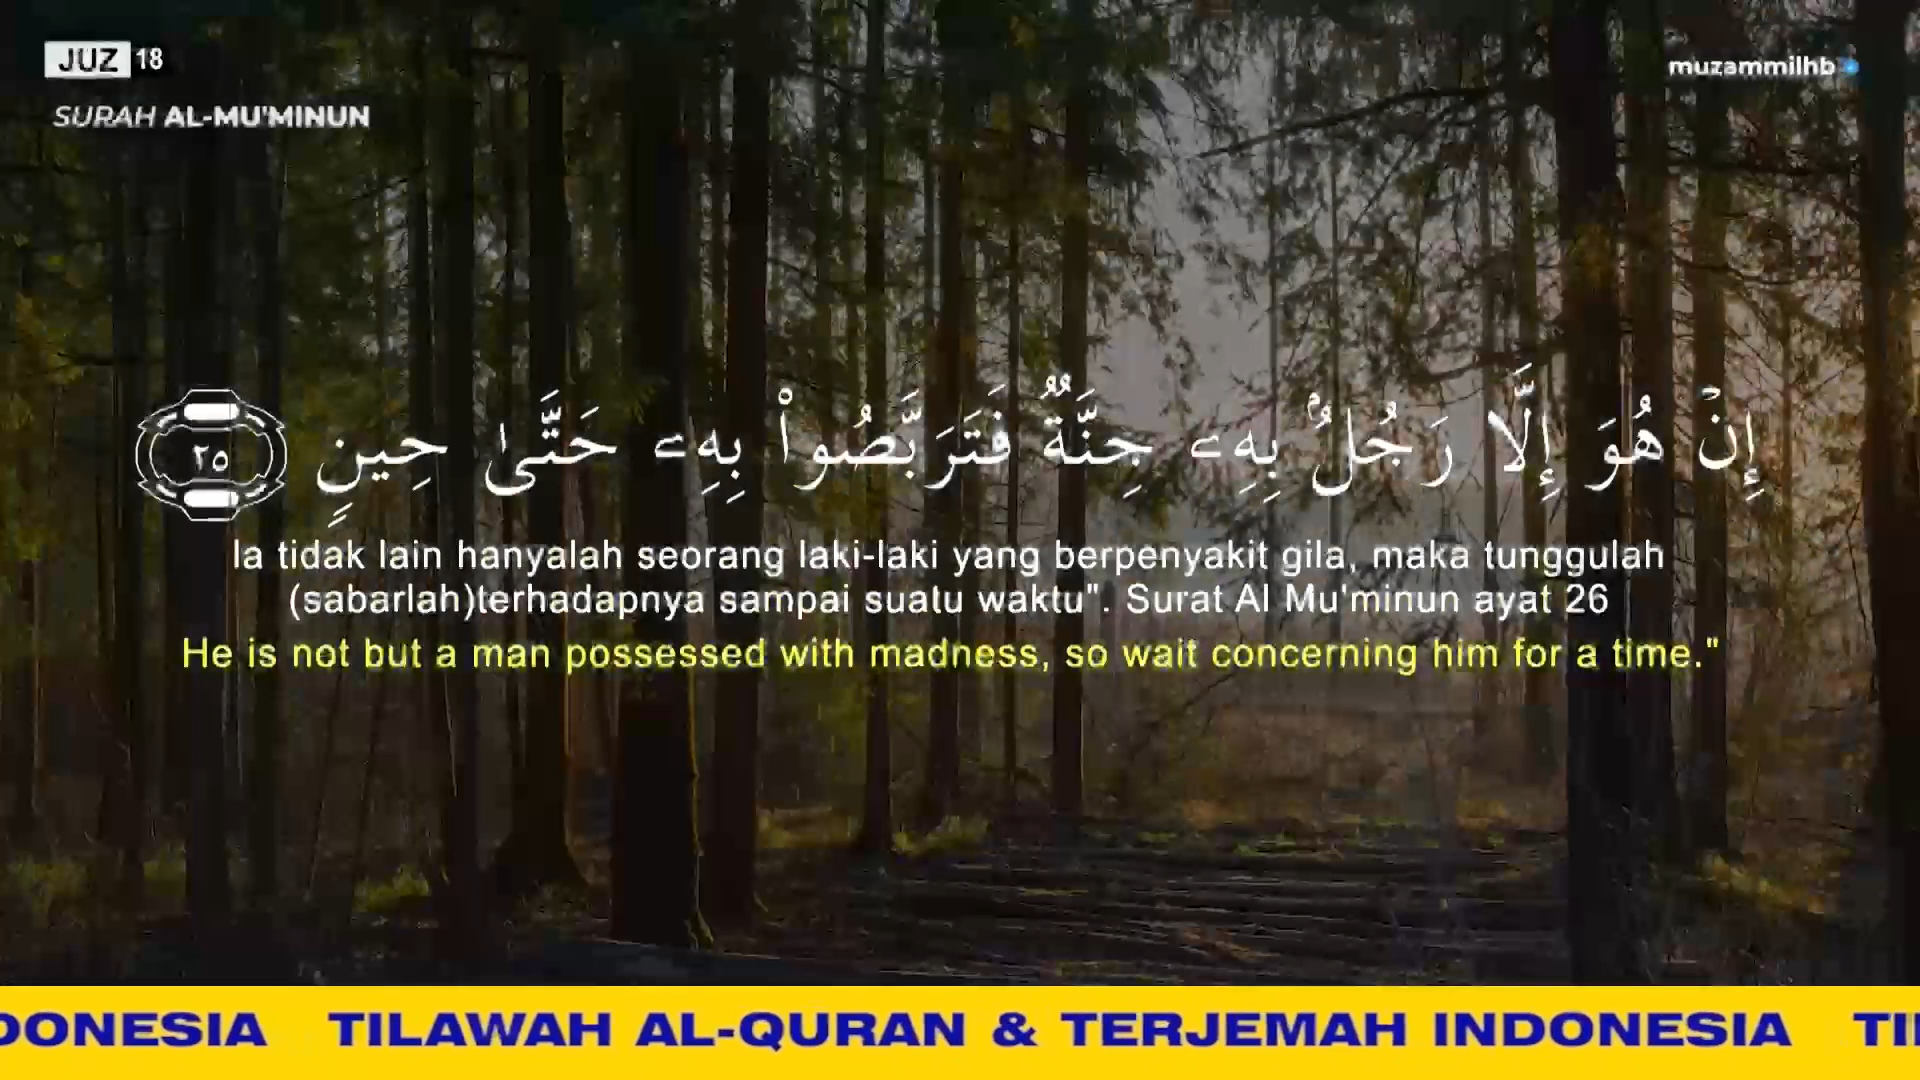 JUZ 18
muzammilhb
SURAH AL-MU'MINUN
إِنْ هُوَ إِلَّا رَجُلٌۢ بِهِۦ جِنَّةٌ فَتَرَبَّصُوا۟ بِهِۦ حَتَّىٰ حِينٍ ٢٥
Ia tidak lain hanyalah seorang laki-laki yang berpenyakit gila, maka tunggulah
(sabarlah)terhadapnya sampai suatu waktu". Surat Al Mu'minun ayat 26
He is not but a man possessed with madness, so wait concerning him for a time."
DONESIA TILAWAH AL-QURAN & TERJEMAH INDONESIA TI